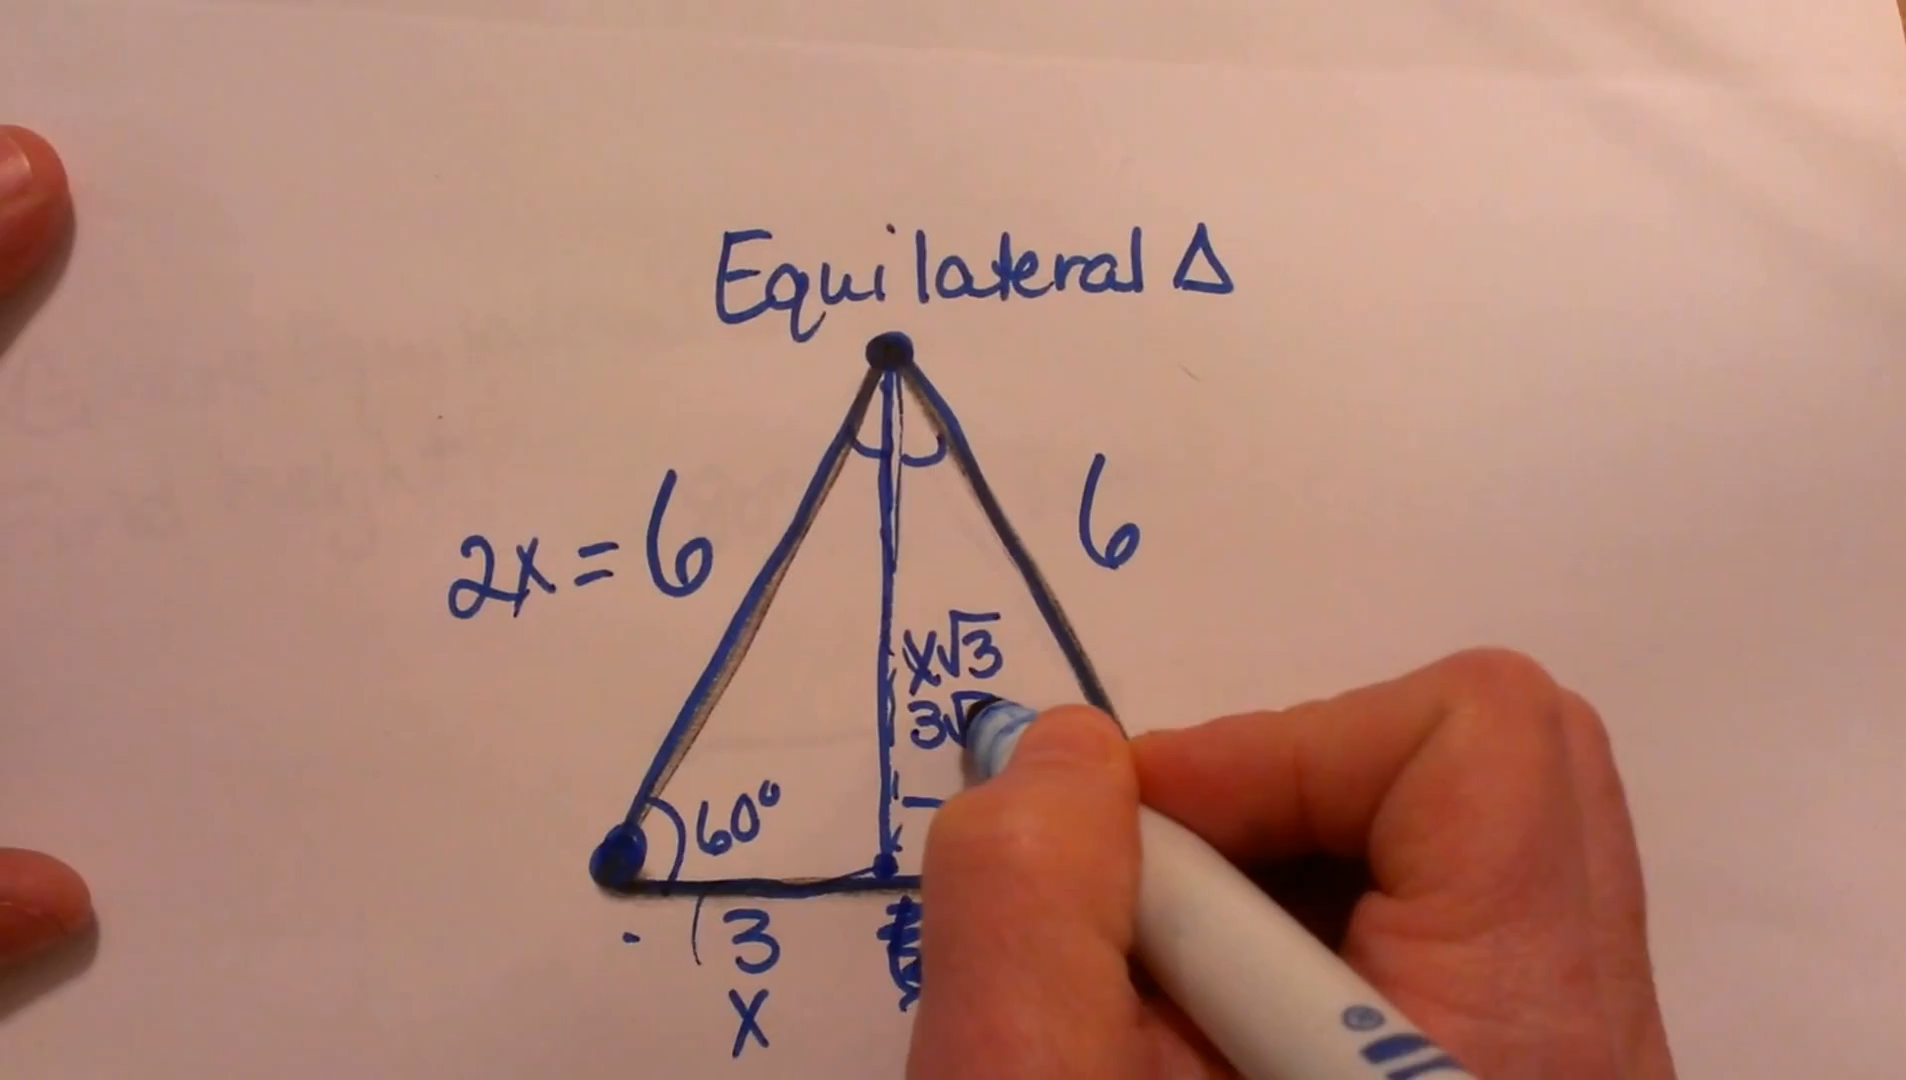 Equilateral Δ
2x = 6
6
x√3
3√
60°
3
x